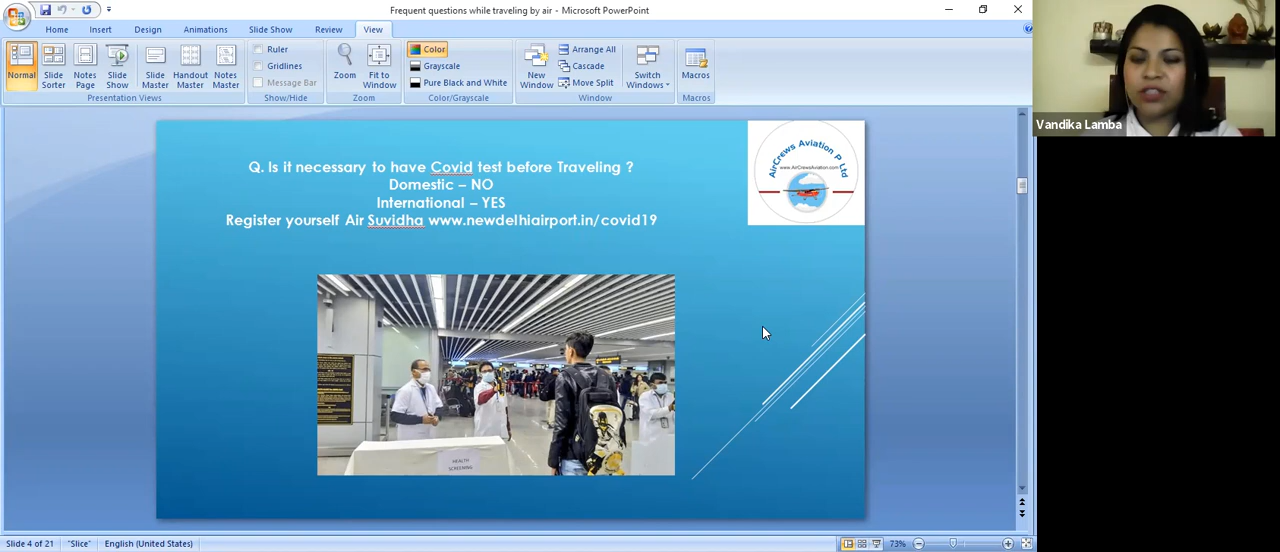 Frequent questions while traveling by air - Microsoft PowerPoint
Home Insert Design Animations Slide Show Review View
Normal
Slide Sorter
Notes Page
Slide Show
Slide Master
Handout Master
Notes Master
Presentation Views
Ruler
Gridlines
Message Bar
Show/Hide
Zoom
Fit to Window
Zoom
Color
Grayscale
Pure Black and White
Color/Grayscale
New Window
Arrange All
Cascade
Move Split
Switch Windows
Window
Macros
Macros
Vandika Lamba
Q. Is it necessary to have Covid test before Traveling ?
Domestic – NO
International – YES
Register yourself Air Suvidha www.newdelhiairport.in/covid19
AirCrews Aviation P Ltd
www.AirCrewsAviation.com
HEALTH
SCREENING
Slide 4 of 21 "Slice" English (United States) 73%